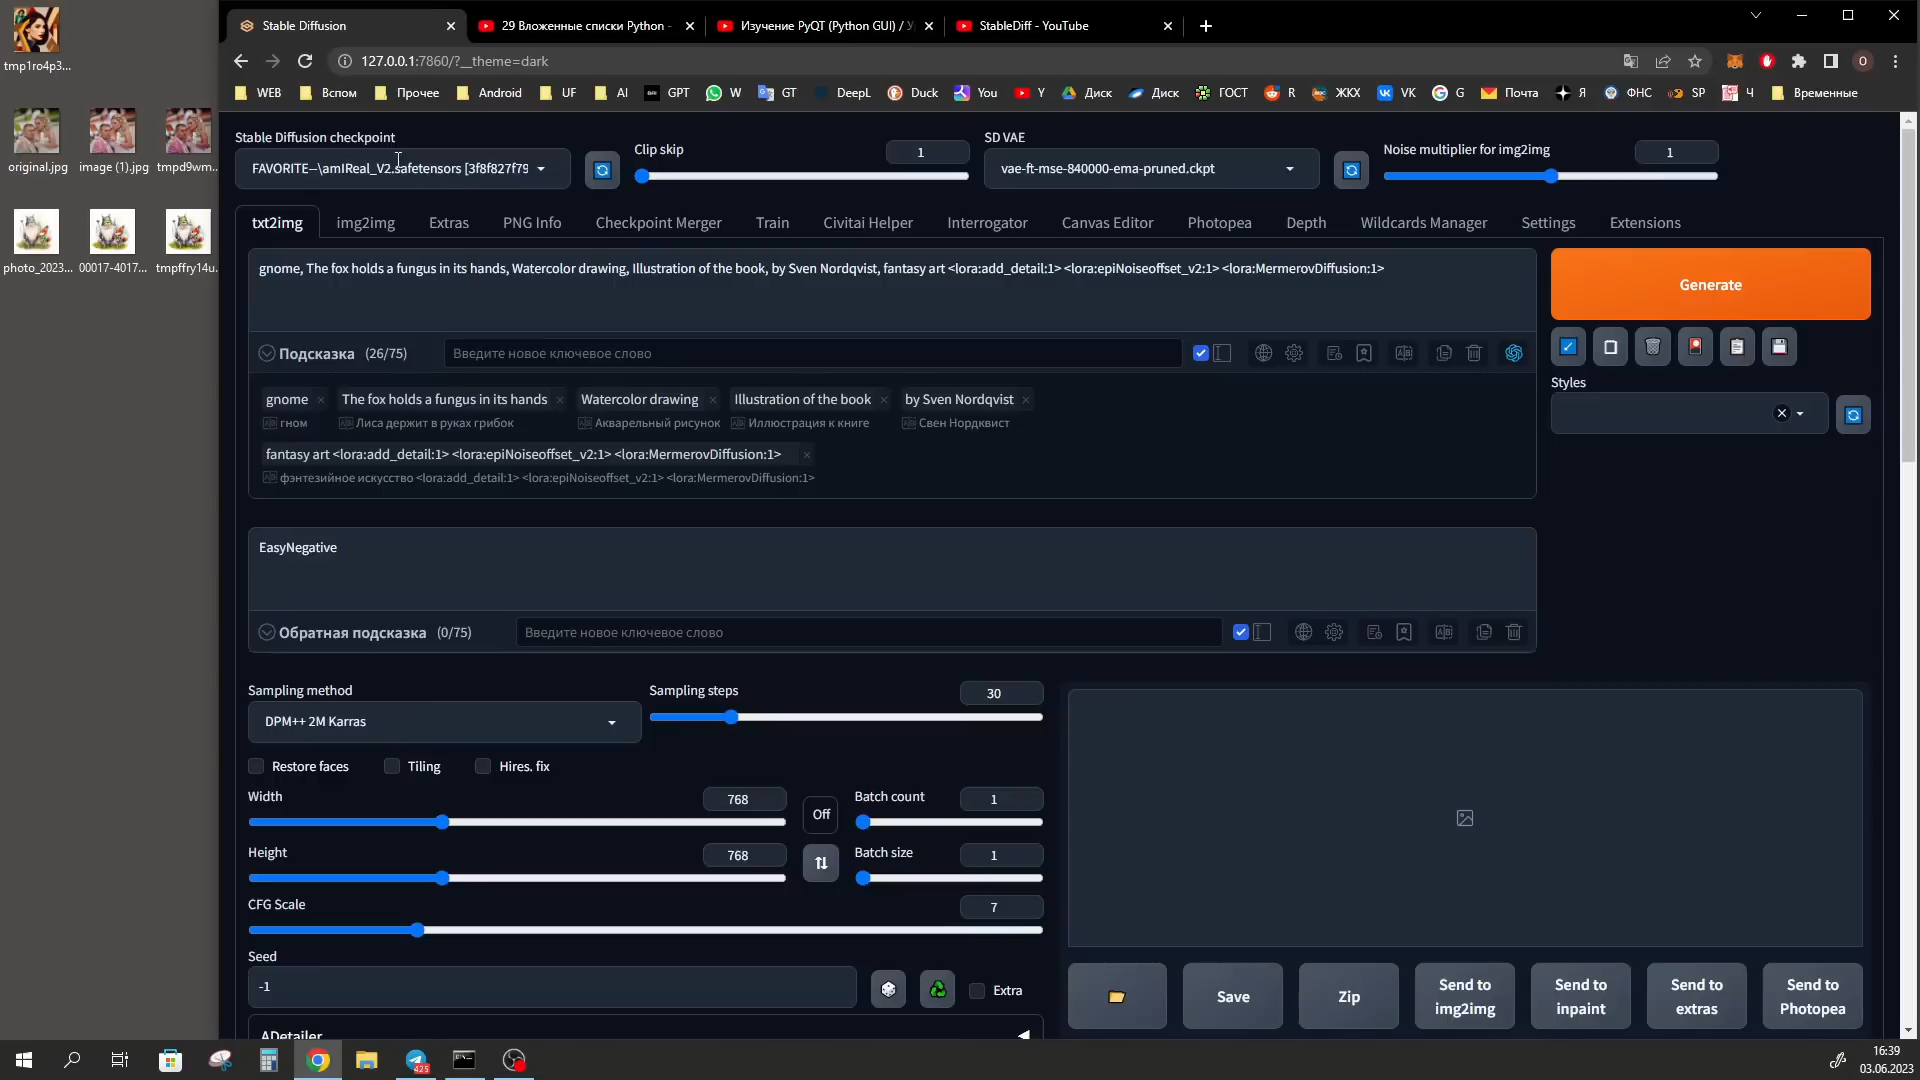 Stable Diffusion
29 Вложенные списки Python -
Изучение PyQT (Python GUI) / У
StableDiff - YouTube
tmp1ro4p3...
127.0.0.1:7860/?__theme=dark
WEB Вспом Прочее Android UF AI GPT W GT DeepL Duck You Y Диск Диск ГОСТ R ЖКХ VK G Почта Я ФНС SP Ч Временные
original.jpg image (1).jpg tmpd9wm...
photo_2023... 00017-4017... tmpffry14u...
Stable Diffusion checkpoint
FAVORITE--\amIReal_V2.safetensors [3f8f827f79
Clip skip
1
SD VAE
vae-ft-mse-840000-ema-pruned.ckpt
Noise multiplier for img2img
1
txt2img img2img Extras PNG Info Checkpoint Merger Train Civitai Helper Interrogator Canvas Editor Photopea Depth Wildcards Manager Settings Extensions
gnome, The fox holds a fungus in its hands, Watercolor drawing, Illustration of the book, by Sven Nordqvist, fantasy art <lora:add_detail:1> <lora:epiNoiseoffset_v2:1> <lora:MermerovDiffusion:1>
Generate
Подсказка (26/75)
Введите новое ключевое слово
Styles
gnome × The fox holds a fungus in its hands × Watercolor drawing × Illustration of the book × by Sven Nordqvist ×
гном Лиса держит в руках грибок Акварельный рисунок Иллюстрация к книге Свен Нордквист
fantasy art <lora:add_detail:1> <lora:epiNoiseoffset_v2:1> <lora:MermerovDiffusion:1> ×
фэнтезийное искусство <lora:add_detail:1> <lora:epiNoiseoffset_v2:1> <lora:MermerovDiffusion:1>
EasyNegative
Обратная подсказка (0/75)
Введите новое ключевое слово
Sampling method
DPM++ 2M Karras
Sampling steps
30
Restore faces Tiling Hires. fix
Width
768
Off
Batch count
1
Height
768
Batch size
1
CFG Scale
7
Seed
-1
Extra
ADetailer
Save
Zip
Send to img2img
Send to inpaint
Send to extras
Send to Photopea
425
16:39
03.06.2023